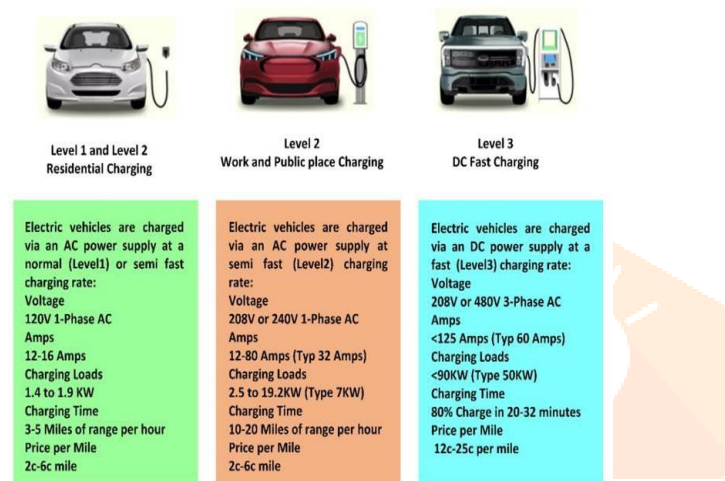 Level 1 and Level 2
Residential Charging
Level 2
Work and Public place Charging
Level 3
DC Fast Charging
Electric vehicles are charged
via an AC power supply at a
normal (Level1) or semi fast
charging rate:
Voltage
120V 1-Phase AC
Amps
12-16 Amps
Charging Loads
1.4 to 1.9 KW
Charging Time
3-5 Miles of range per hour
Price per Mile
2c-6c mile
Electric vehicles are charged
via an AC power supply at
semi fast (Level2) charging
rate:
Voltage
208V or 240V 1-Phase AC
Amps
12-80 Amps (Typ 32 Amps)
Charging Loads
2.5 to 19.2KW (Type 7KW)
Charging Time
10-20 Miles of range per hour
Price per Mile
2c-6c mile
Electric vehicles are charged
via an DC power supply at a
fast (Level3) charging rate:
Voltage
208V or 480V 3-Phase AC
Amps
<125 Amps (Typ 60 Amps)
Charging Loads
<90KW (Type 50KW)
Charging Time
80% Charge in 20-32 minutes
Price per Mile
12c-25c per mile